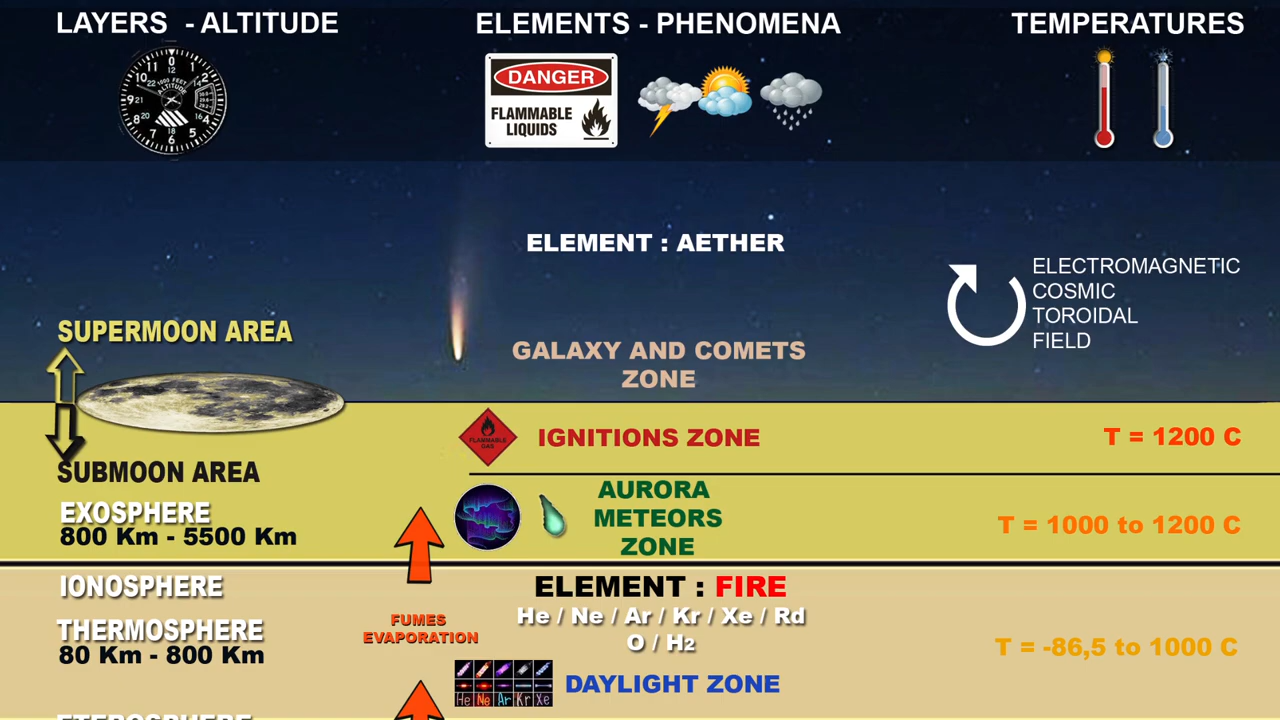 LAYERS - ALTITUDE
ELEMENTS - PHENOMENA
TEMPERATURES
DANGER
FLAMMABLE
LIQUIDS
ELEMENT : AETHER
ELECTROMAGNETIC
COSMIC
TOROIDAL
FIELD
SUPERMOON AREA
GALAXY AND COMETS
ZONE
FLAMMABLE
GAS
IGNITIONS ZONE
T = 1200 C
SUBMOON AREA
EXOSPHERE
800 Km - 5500 Km
AURORA
METEORS
ZONE
T = 1000 to 1200 C
IONOSPHERE
ELEMENT : FIRE
He / Ne / Ar / Kr / Xe / Rd
O / H2
THERMOSPHERE
80 Km - 800 Km
FUMES
EVAPORATION
T = -86,5 to 1000 C
He Ne Ar Kr Xe
DAYLIGHT ZONE